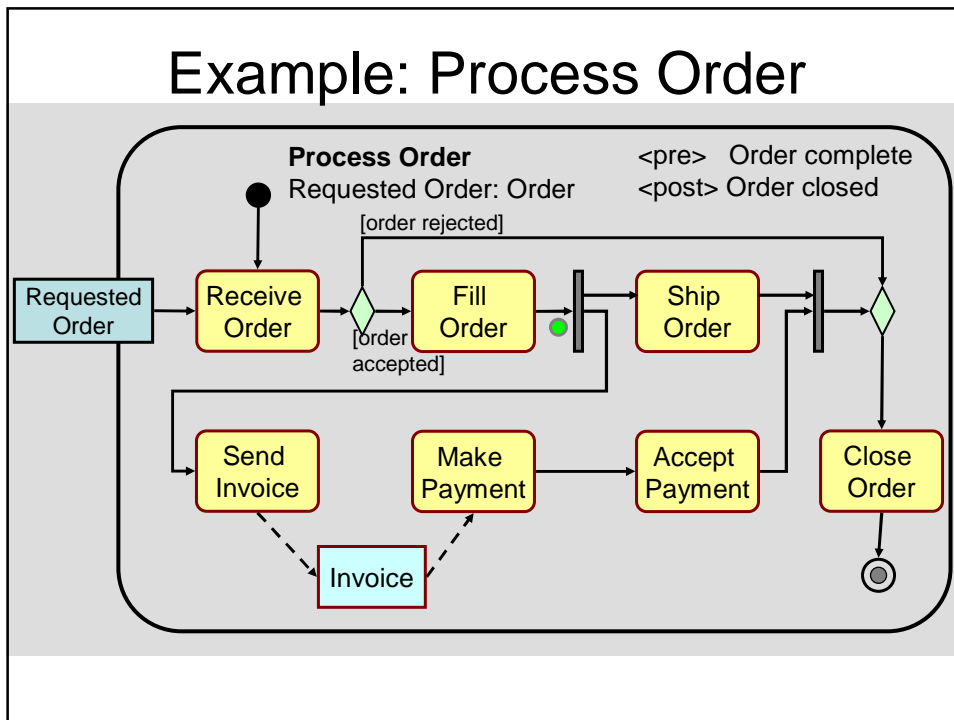 Example: Process Order
Process Order
Requested Order: Order
<pre> Order complete
<post> Order closed
[order rejected]
Requested
Order
Receive
Order
Fill
Order
Ship
Order
[order
accepted]
Send
Invoice
Make
Payment
Accept
Payment
Close
Order
Invoice